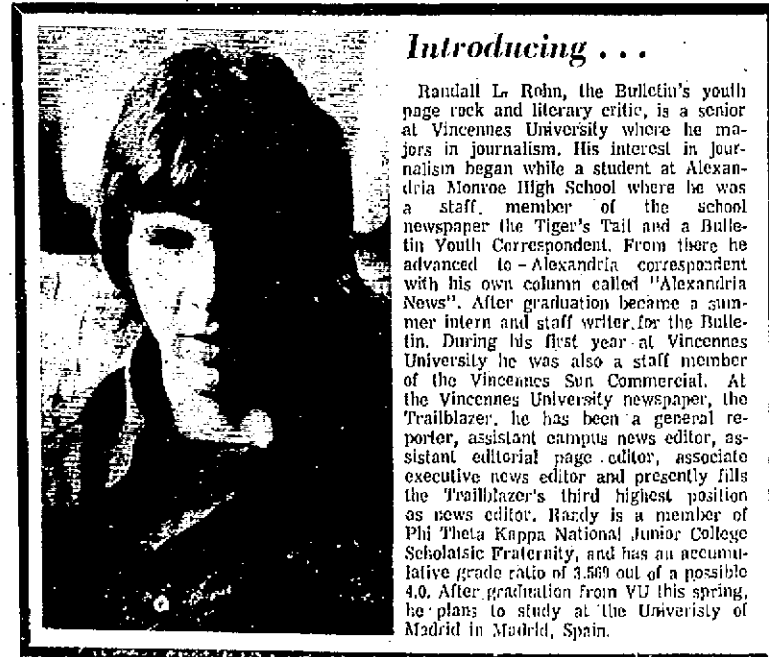 Introducing . . .
Randall L. Rohn, the Bulletin's youth
page rock and literary critic, is a senior
at Vincennes University where he ma-
jors in journalism. His interest in jour-
nalism began while a student at Alexan-
dria Monroe High School where he was
a staff. member of the school
newspaper the Tiger's Tail and a Bulle-
tin Youth Correspondent. From there he
advanced to - Alexandria correspondent
with his own column called "Alexandria
News". After graduation became a sum-
mer intern and staff writer for the Bulle-
tin. During his first year at Vincennes
University he was also a staff member
of the Vincennes Sun Commercial. At
the Vincennes University newspaper, the
Trailblazer, he has been a general re-
porter, assistant campus news editor, as-
sistant editorial page editor, associate
executive news editor and presently fills
the Trailblazer's third highest position
as news editor. Randy is a member of
Phi Theta Kappa National Junior College
Scholatsic Fraternity, and has an accumu-
lative grade ratio of 3.569 out of a possible
4.0. After graduation from VU this spring,
he plans to study at the Univeristy of
Madrid in Madrid, Spain.